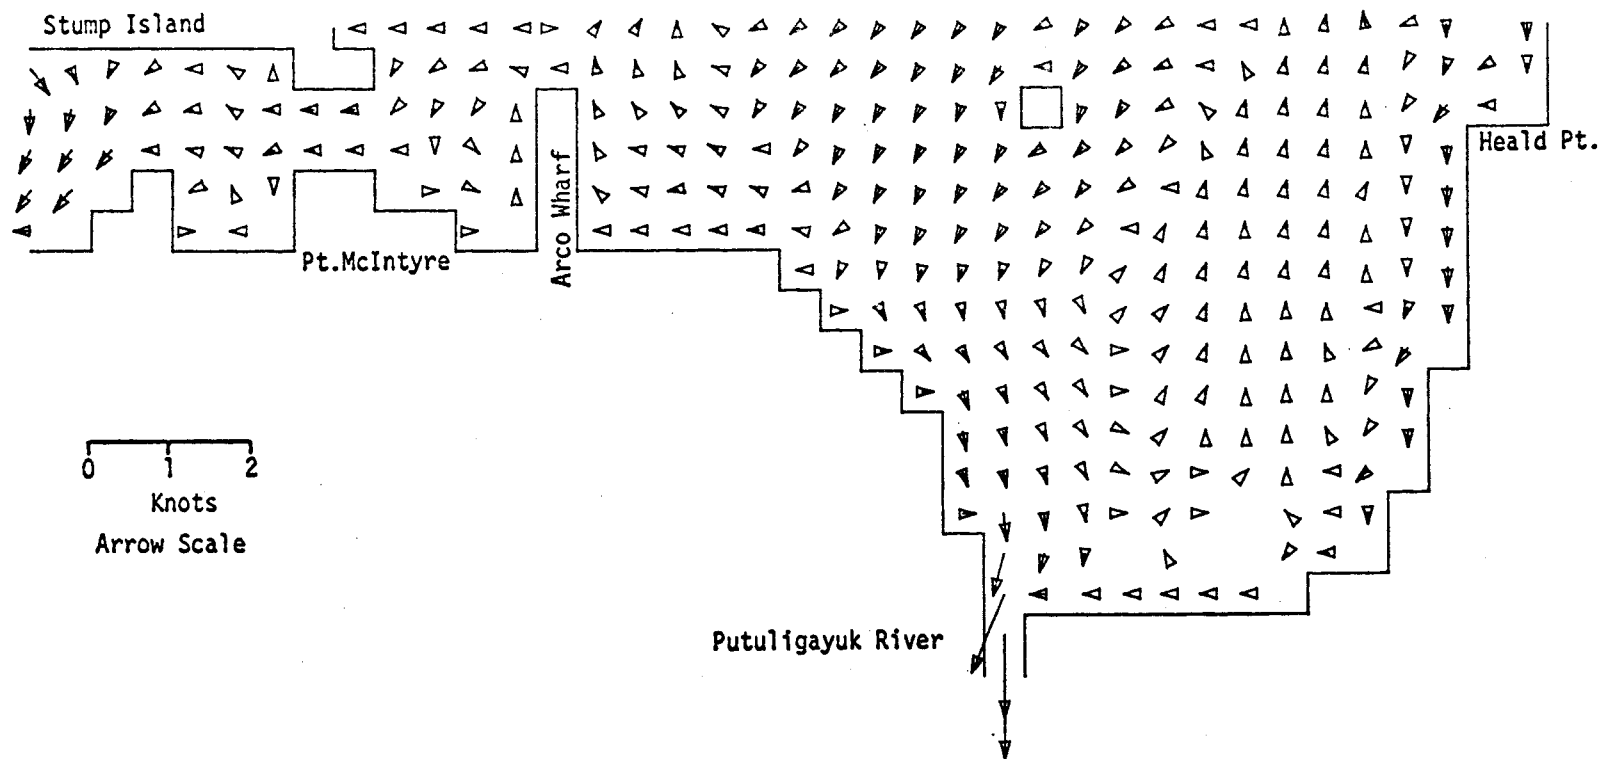 Stump Island
Heald Pt.
Arco Wharf
Pt.McIntyre
0 1 2
Knots
Arrow Scale
Putuligayuk River